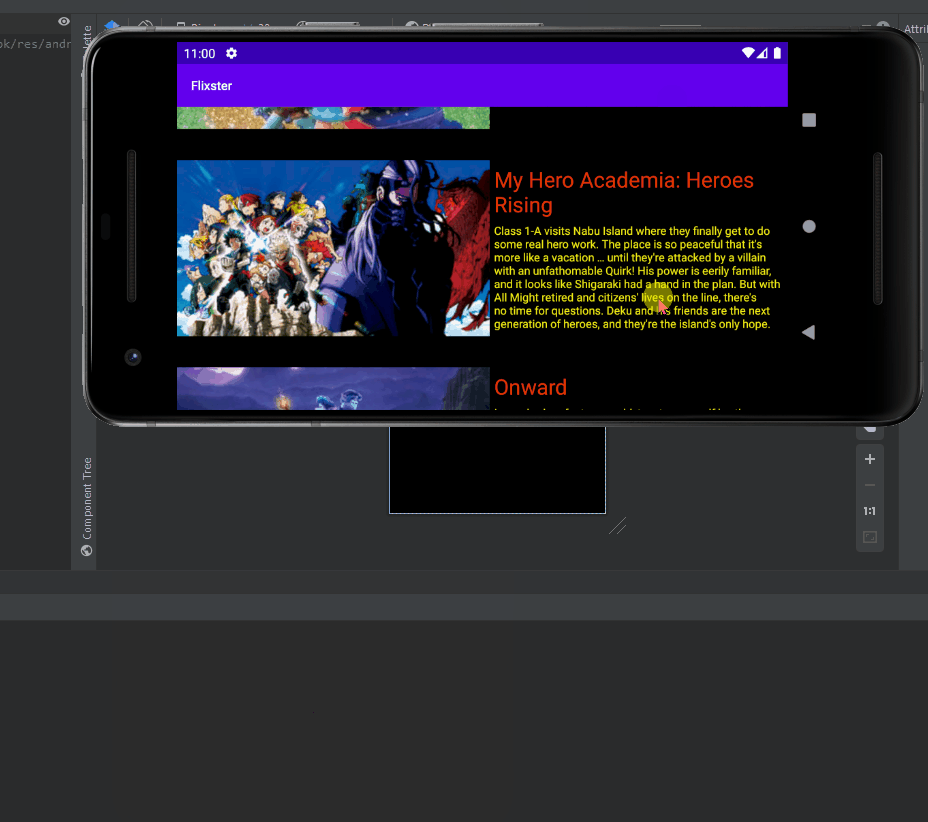 ok/res/andr
11:00
Flixster
My Hero Academia: Heroes
Rising
Class 1-A visits Nabu Island where they finally get to do
some real hero work. The place is so peaceful that it's
more like a vacation … until they're attacked by a villain
with an unfathomable Quirk! His power is eerily familiar,
and it looks like Shigaraki had a hand in the plan. But with
All Might retired and citizens' lives on the line, there's
no time for questions. Deku and his friends are the next
generation of heroes, and they're the island's only hope.
Onward
Attri
Component Tree
1:1